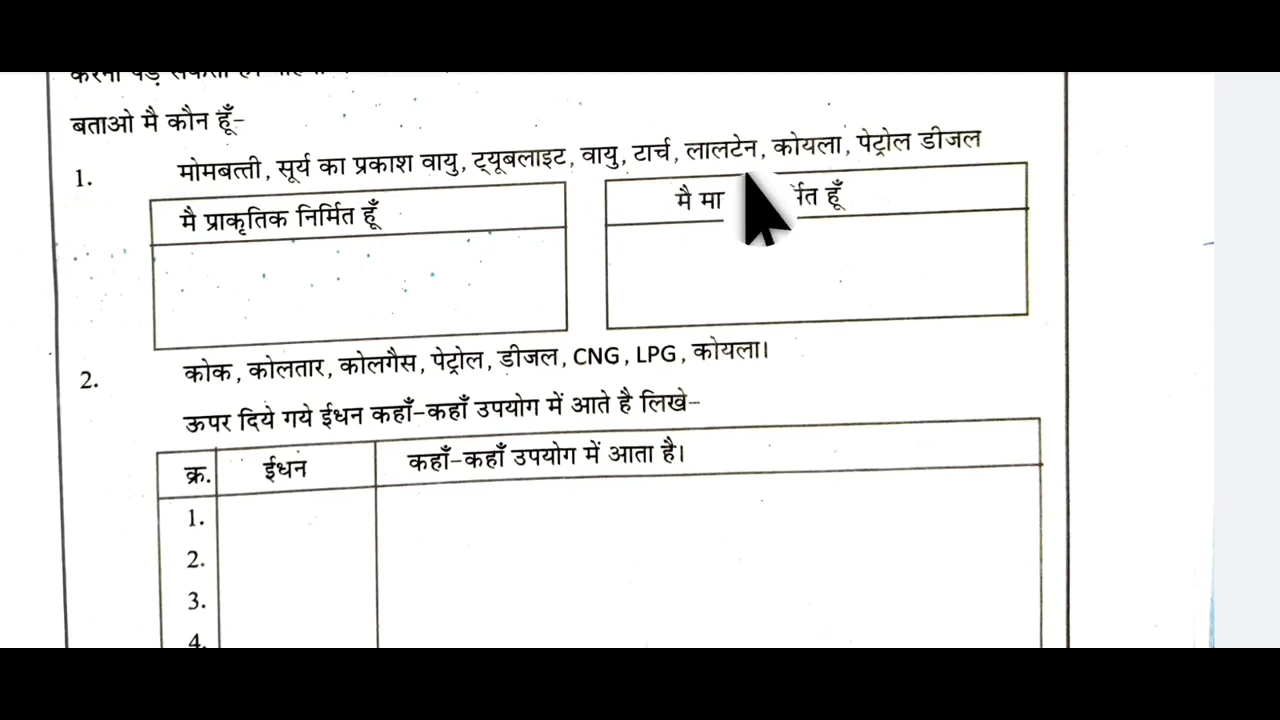 बताओ मै कौन हूँ-
1. मोमबत्ती, सूर्य का प्रकाश वायु, ट्यूबलाइट, वायु, टार्च, लालटेन, कोयला, पेट्रोल डीजल
मै प्राकृतिक निर्मित हूँ
मै मा हूँ
2. कोक, कोलतार, कोलगैस, पेट्रोल, डीजल, CNG, LPG, कोयला।
ऊपर दिये गये ईधन कहाँ-कहाँ उपयोग में आते है लिखे-
क्र. ईधन कहाँ-कहाँ उपयोग में आता है।
1.
2.
3.
4.